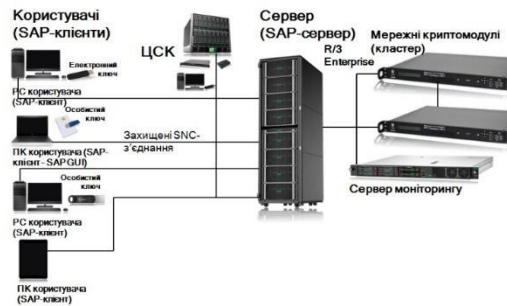 Користувачі
(SAP-клієнти)
Електронний
ключ
РС користувача
(SAP-клієнт)
Особистий
ключ
ПК користувача (SAP-
клієнт - SAP GUI)
Особистий
ключ
РС користувача
(SAP-клієнт)
ПК користувача
(SAP-клієнт)
ЦСК
Захищені SNC-
з'єднання
Сервер
(SAP-сервер)
R/3
Enterprise
Мережні криптомодулі
(кластер)
Сервер моніторингу